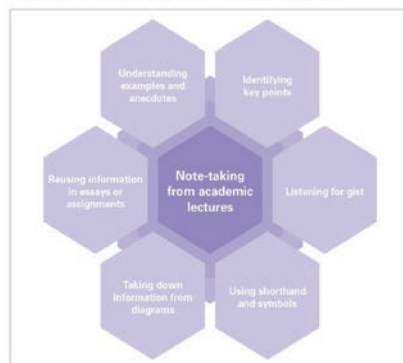 Understanding
examples and
anecdotes
Identifying
key points
Reusing information
in essays or
assignments
Note-taking
from academic
lectures
Listening for gist
Taking down
information from
diagrams
Using shorthand
and symbols